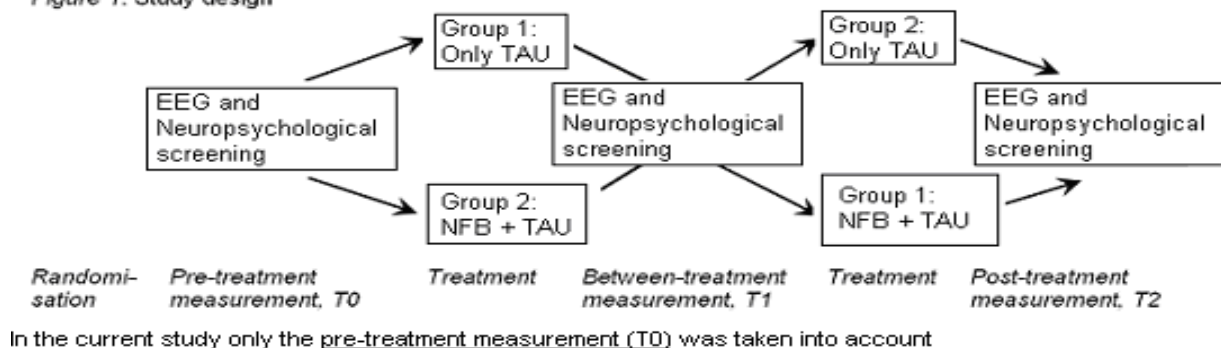 Figure 1. Study design
Group 1:
Only TAU
Group 2:
Only TAU
EEG and
Neuropsychological
screening
EEG and
Neuropsychological
screening
EEG and
Neuropsychological
screening
Group 2:
NFB + TAU
Group 1:
NFB + TAU
Randomi-
sation
Pre-treatment
measurement, T0
Treatment
Between-treatment
measurement, T1
Treatment
Post-treatment
measurement, T2
In the current study only the pre-treatment measurement (T0) was taken into account